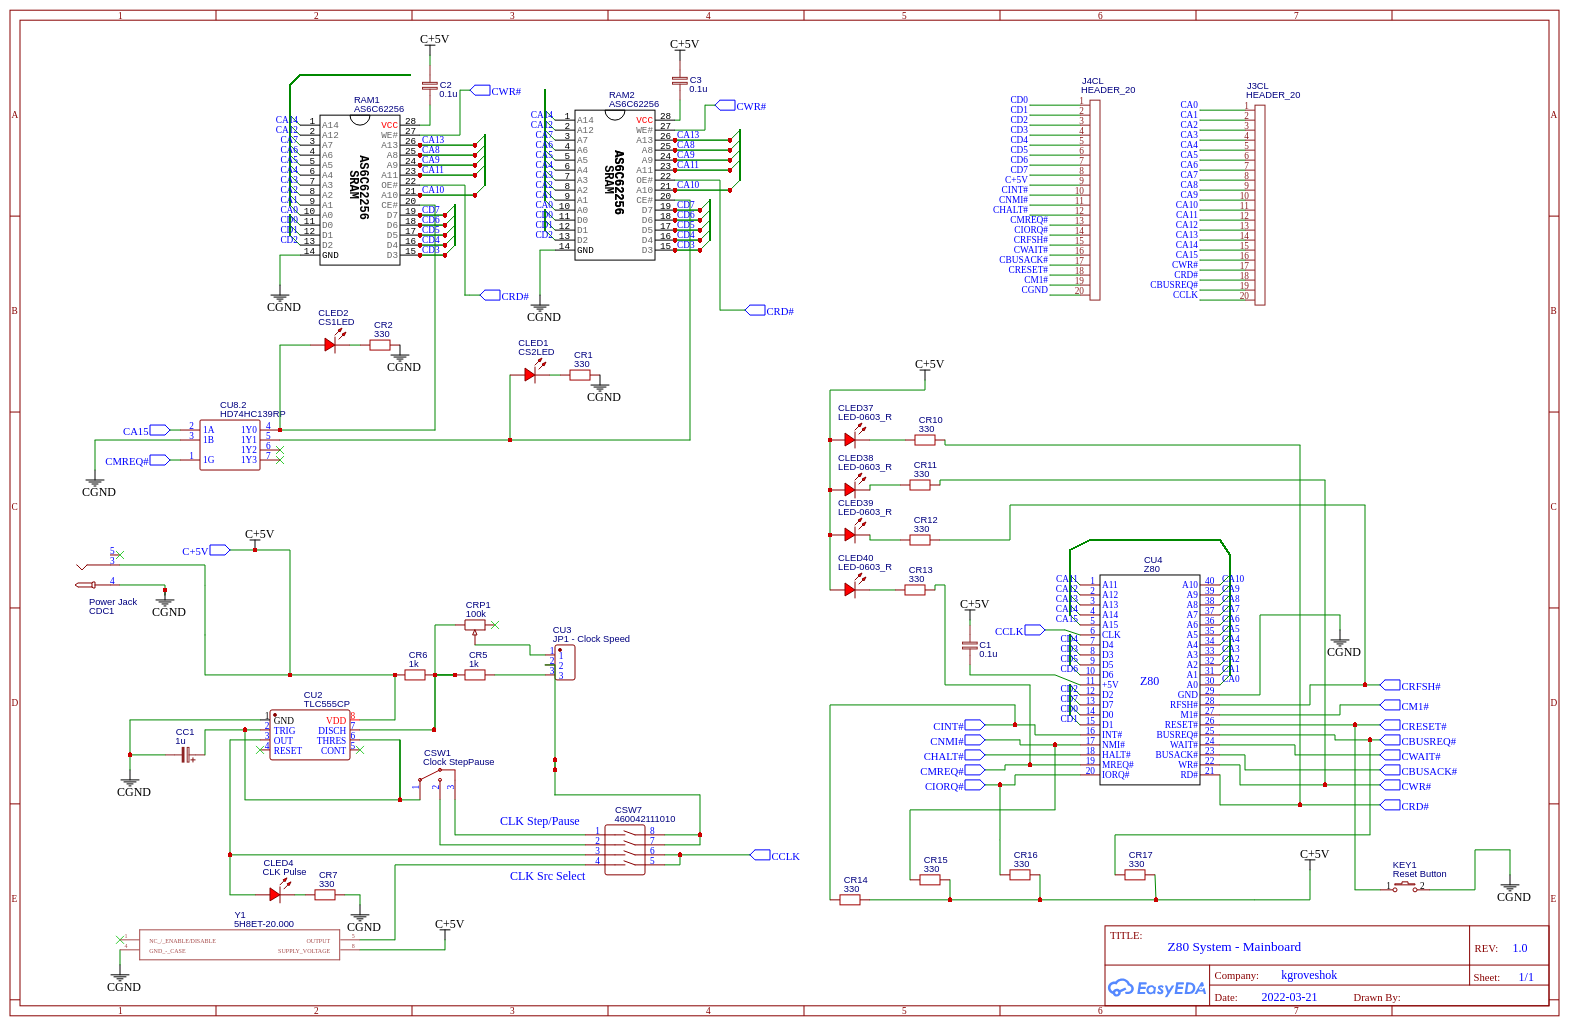 1 2 3 4 5 6 7
A
B
C
D
E
C+5V
C2
0.1u
CWR#
RAM1
AS6C62256
CA14 1 A14 VCC 28
CA12 2 A12 WE# 27
CA7 3 A7 A13 26 CA13
CA6 4 A6 A8 25 CA8
CA5 5 A5 A9 24 CA9
CA4 6 A4 A11 23 CA11
CA3 7 A3 OE# 22
CA2 8 A2 A10 21 CA10
CA1 9 A1 CE# 20
CA0 10 A0 D7 19 CD7
CD0 11 D0 D6 18 CD6
CD1 12 D1 D5 17 CD5
CD2 13 D2 D4 16 CD4
14 GND D3 15 CD3
AS6C62256
SRAM
CGND
CRD#
C+5V
C3
0.1u
CWR#
RAM2
AS6C62256
CA14 1 A14 VCC 28
CA12 2 A12 WE# 27
CA7 3 A7 A13 26 CA13
CA6 4 A6 A8 25 CA8
CA5 5 A5 A9 24 CA9
CA4 6 A4 A11 23 CA11
CA3 7 A3 OE# 22
CA2 8 A2 A10 21 CA10
CA1 9 A1 CE# 20
CA0 10 A0 D7 19 CD7
CD0 11 D0 D6 18 CD6
CD1 12 D1 D5 17 CD5
CD2 13 D2 D4 16 CD4
14 GND D3 15 CD3
AS6C62256
SRAM
CGND
CRD#
J4CL
HEADER_20
CD0 1
CD1 2
CD2 3
CD3 4
CD4 5
CD5 6
CD6 7
CD7 8
C+5V 9
CINT# 10
CNMI# 11
CHALT# 12
CMREQ# 13
CIORQ# 14
CRFSH# 15
CWAIT# 16
CBUSACK# 17
CRESET# 18
CM1# 19
CGND 20
J3CL
HEADER_20
CA0 1
CA1 2
CA2 3
CA3 4
CA4 5
CA5 6
CA6 7
CA7 8
CA8 9
CA9 10
CA10 11
CA11 12
CA12 13
CA13 14
CA14 15
CA15 16
CWR# 17
CRD# 18
CBUSREQ# 19
CCLK 20
CLED2
CS1LED
CR2
330
CGND
CLED1
CS2LED
CR1
330
CGND
CU8.2
HD74HC139RP
CA15 2 1A 1Y0 4
3 1B 1Y1 5
1Y2 6
CMREQ# 1 1G 1Y3 7
CGND
C+5V
CLED37
LED-0603_R
CR10
330
CLED38
LED-0603_R
CR11
330
CLED39
LED-0603_R
CR12
330
CLED40
LED-0603_R
CR13
330
C+5V
C+5V
5
3
4
Power Jack
CDC1
CGND
CRP1
100k
CR6
1k
CR5
1k
CU3
JP1 - Clock Speed
1 1
2 2
3 3
CU2
TLC555CP
1 GND VDD 8
2 TRIG DISCH 7
3 OUT THRES 6
4 RESET CONT 5
CC1
1u
CGND
CSW1
Clock StepPause
1 2 3
CLK Step/Pause
CSW7
460042111010
1 8
2 7
3 6
4 5
CLK Src Select
CCLK
CLED4
CLK Pulse
CR7
330
CGND
Y1
5H8ET-20.000
1 NC_/_ENABLE/DISABLE OUTPUT 5
4 GND_-_CASE SUPPLY_VOLTAGE 8
C+5V
CGND
CU4
Z80
CA11 1 A11 A10 40 CA10
CA12 2 A12 A9 39 CA9
CA13 3 A13 A8 38 CA8
CA14 4 A14 A7 37 CA7
CA15 5 A15 A6 36 CA6
CCLK 6 CLK A5 35 CA5
CD4 7 D4 A4 34 CA4
CD3 8 D3 A3 33 CA3
CD5 9 D5 A2 32 CA2
CD6 10 D6 A1 31 CA1
11 +5V A0 30 CA0
CD2 12 D2 GND 29
CD7 13 D7 RFSH# 28
CD0 14 D0 M1# 27
CD1 15 D1 RESET# 26
16 INT# BUSREQ# 25
17 NMI# WAIT# 24
18 HALT# BUSACK# 23
19 MREQ# WR# 22
20 IORQ# RD# 21
Z80
C+5V
C1
0.1u
CINT#
CNMI#
CHALT#
CMREQ#
CIORQ#
CGND
CRFSH#
CM1#
CRESET#
CBUSREQ#
CWAIT#
CBUSACK#
CWR#
CRD#
CR14
330
CR15
330
CR16
330
CR17
330
C+5V
KEY1
Reset Button
1 2
CGND
TITLE:
Z80 System - Mainboard
REV: 1.0
EasyEDA
Company: kgroveshok
Sheet: 1/1
Date: 2022-03-21 Drawn By:
A
B
C
D
E
1 2 3 4 5 6 7